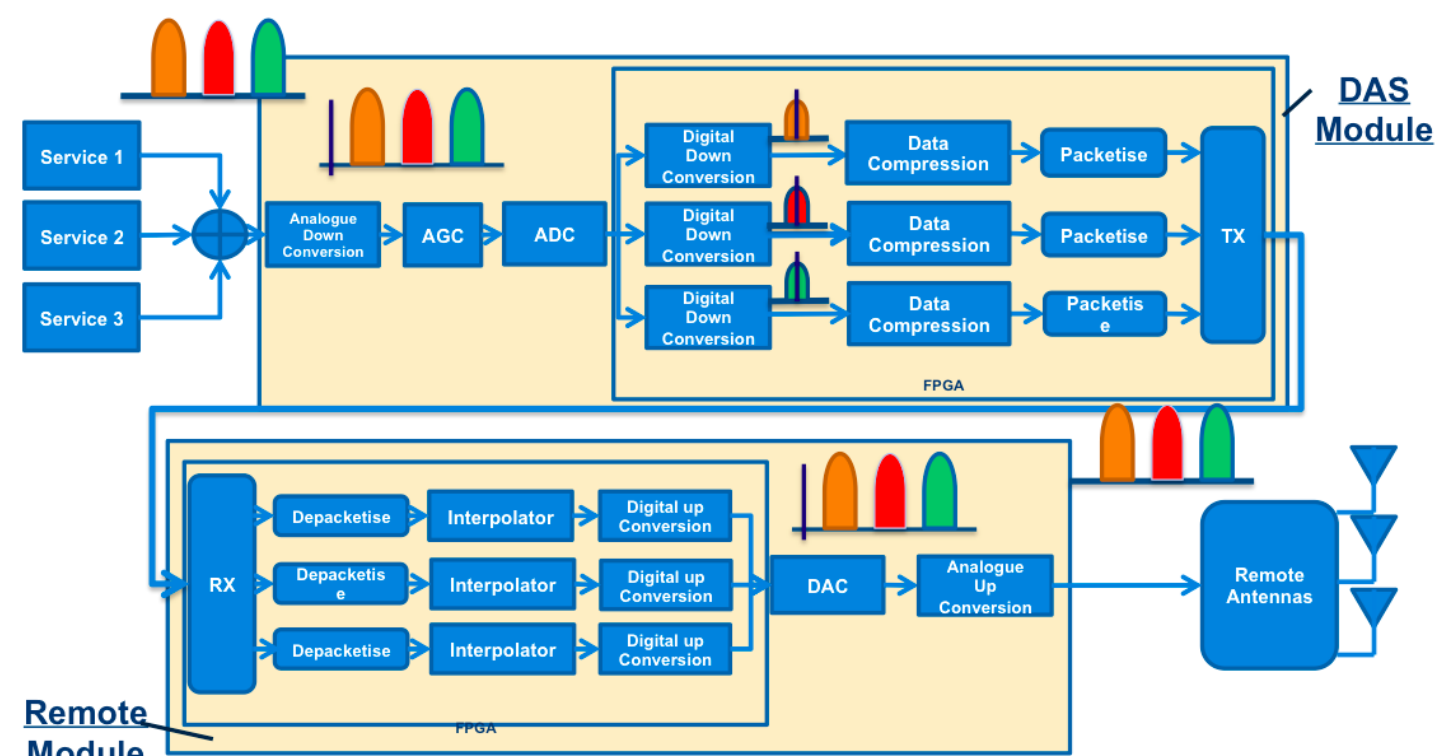 DAS
Module
Service 1
Service 2
Service 3
Analogue
Down
Conversion
AGC
ADC
Digital
Down
Conversion
Data
Compression
Packetise
Digital
Down
Conversion
Data
Compression
Packetise
Digital
Down
Conversion
Data
Compression
Packetis
e
TX
FPGA
RX
Depacketise
Interpolator
Digital up
Conversion
Depacketis
e
Interpolator
Digital up
Conversion
Depacketise
Interpolator
Digital up
Conversion
DAC
Analogue
Up
Conversion
Remote
Antennas
FPGA
Remote
Module